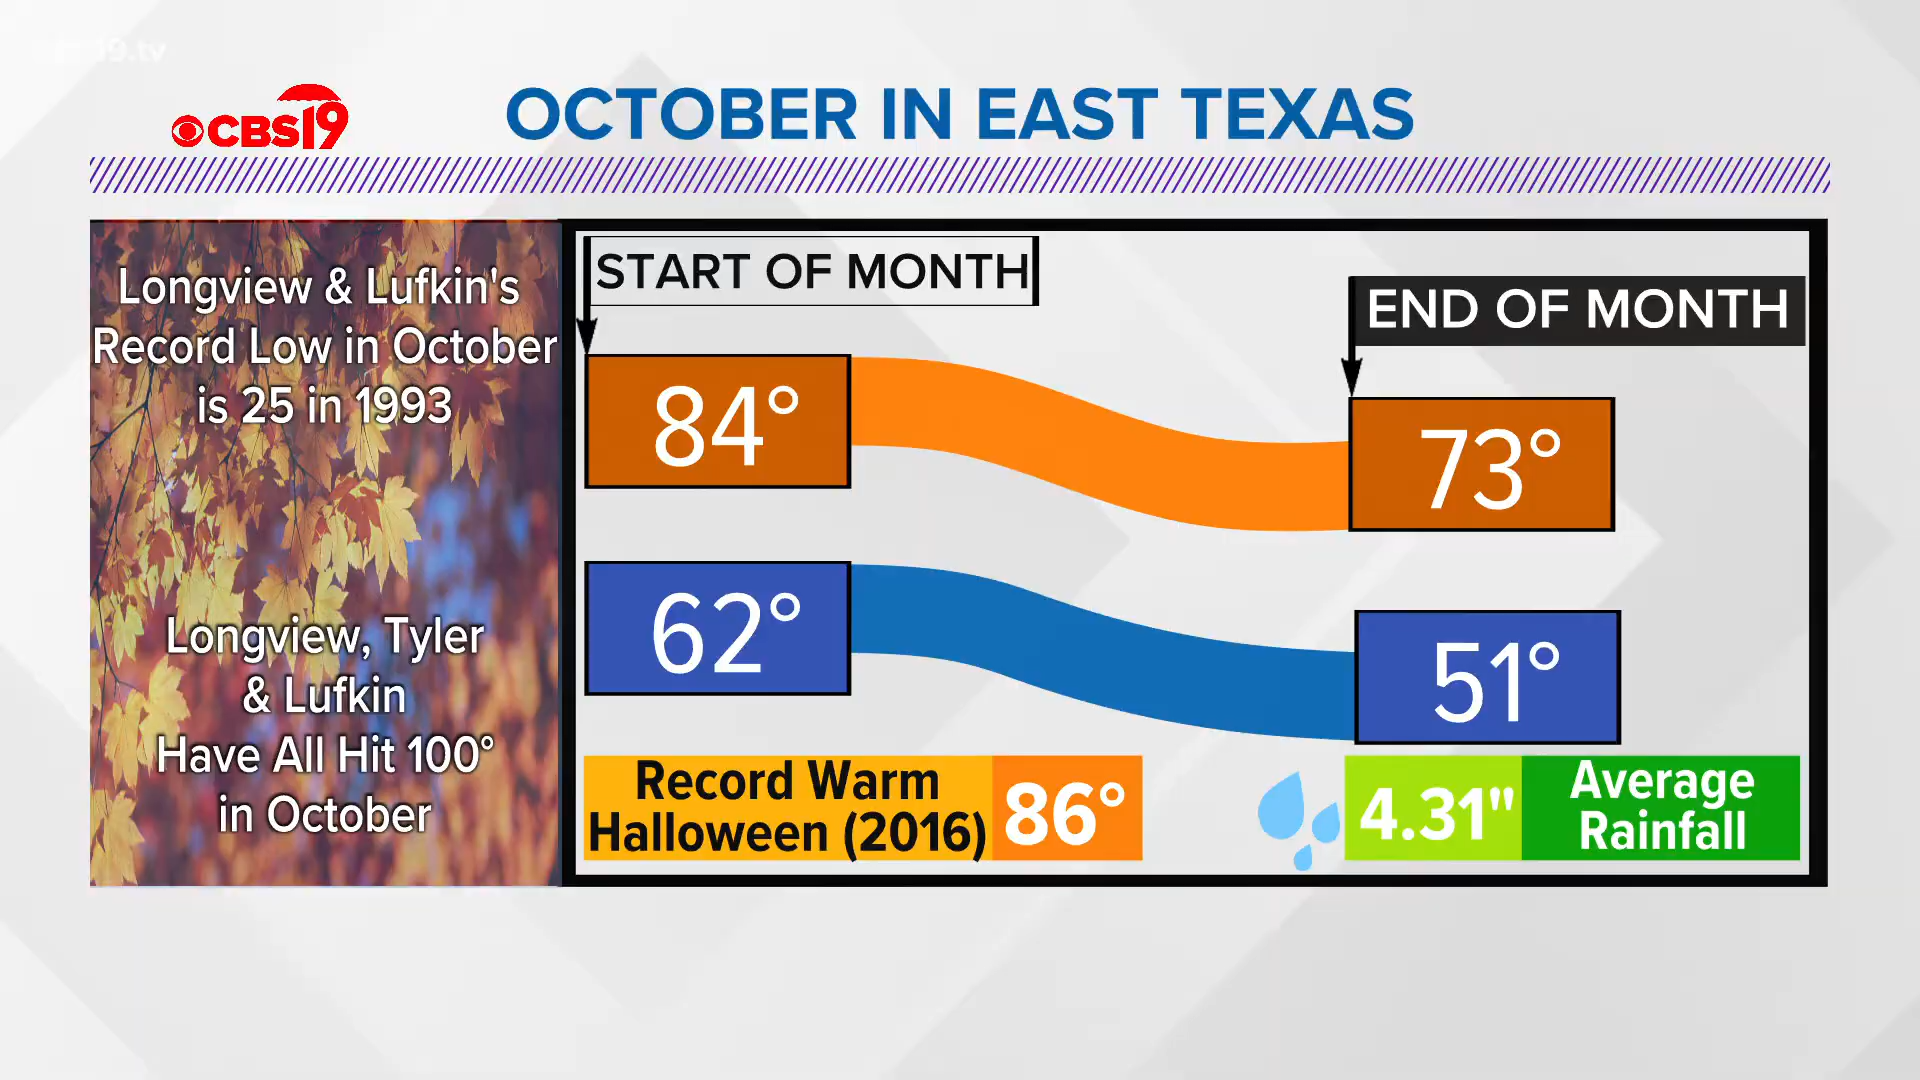 9.tv
CBS19
OCTOBER IN EAST TEXAS
Longview & Lufkin's
Record Low in October
is 25 in 1993
Longview, Tyler
& Lufkin
Have All Hit 100°
in October
START OF MONTH
END OF MONTH
84°
73°
62°
51°
Record Warm
Halloween (2016)
86°
4.31"
Average
Rainfall